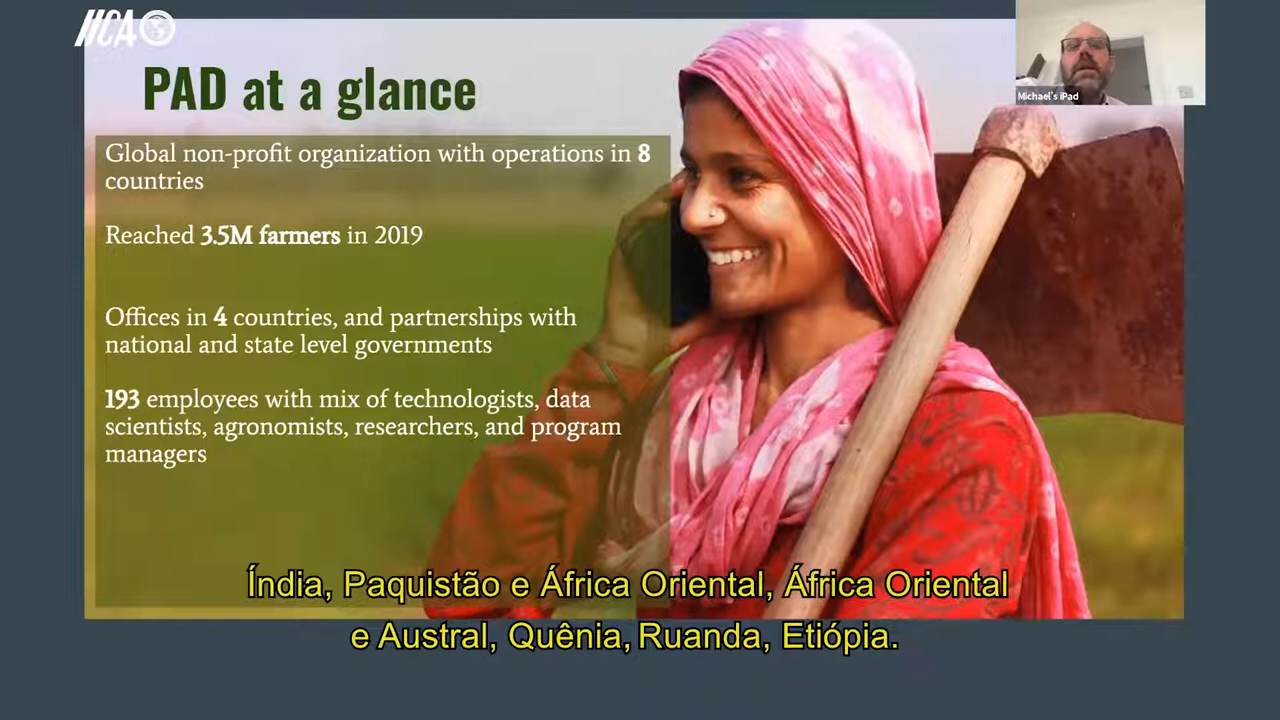 IICA
PAD at a glance
Michael's iPad
Global non-profit organization with operations in 8
countries
Reached 3.5M farmers in 2019
Offices in 4 countries, and partnerships with
national and state level governments
193 employees with mix of technologists, data
scientists, agronomists, researchers, and program
managers
Índia, Paquistão e África Oriental, África Oriental
e Austral, Quênia, Ruanda, Etiópia.